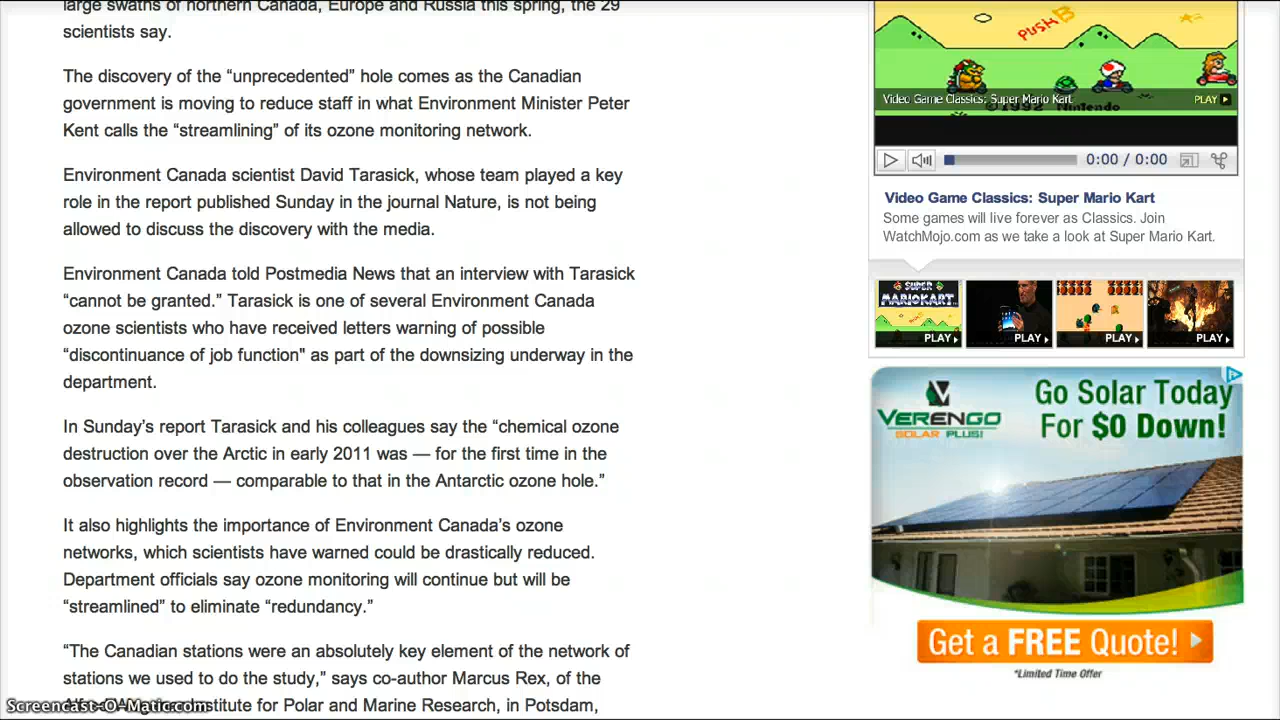 large swaths of northern Canada, Europe and Russia this spring, the 29
scientists say.
The discovery of the “unprecedented” hole comes as the Canadian
government is moving to reduce staff in what Environment Minister Peter
Kent calls the “streamlining” of its ozone monitoring network.
Environment Canada scientist David Tarasick, whose team played a key
role in the report published Sunday in the journal Nature, is not being
allowed to discuss the discovery with the media.
Environment Canada told Postmedia News that an interview with Tarasick
“cannot be granted.” Tarasick is one of several Environment Canada
ozone scientists who have received letters warning of possible
“discontinuance of job function” as part of the downsizing underway in the
department.
In Sunday’s report Tarasick and his colleagues say the “chemical ozone
destruction over the Arctic in early 2011 was — for the first time in the
observation record — comparable to that in the Antarctic ozone hole.”
It also highlights the importance of Environment Canada’s ozone
networks, which scientists have warned could be drastically reduced.
Department officials say ozone monitoring will continue but will be
“streamlined” to eliminate “redundancy.”
“The Canadian stations were an absolutely key element of the network of
stations we used to do the study,” says co-author Marcus Rex, of the
stitute for Polar and Marine Research, in Potsdam,
Screencast-O-Matic.com
PUSH B
Video Game Classics: Super Mario Kart
PLAY
©1992 Nintendo
0:00 / 0:00
Video Game Classics: Super Mario Kart
Some games will live forever as Classics. Join
WatchMojo.com as we take a look at Super Mario Kart.
SUPER
MARIOKART
PLAY
PLAY
PLAY
PLAY
VERENGO
SOLAR PLUS!
Go Solar Today
For $0 Down!
Get a FREE Quote!
*Limited Time Offer